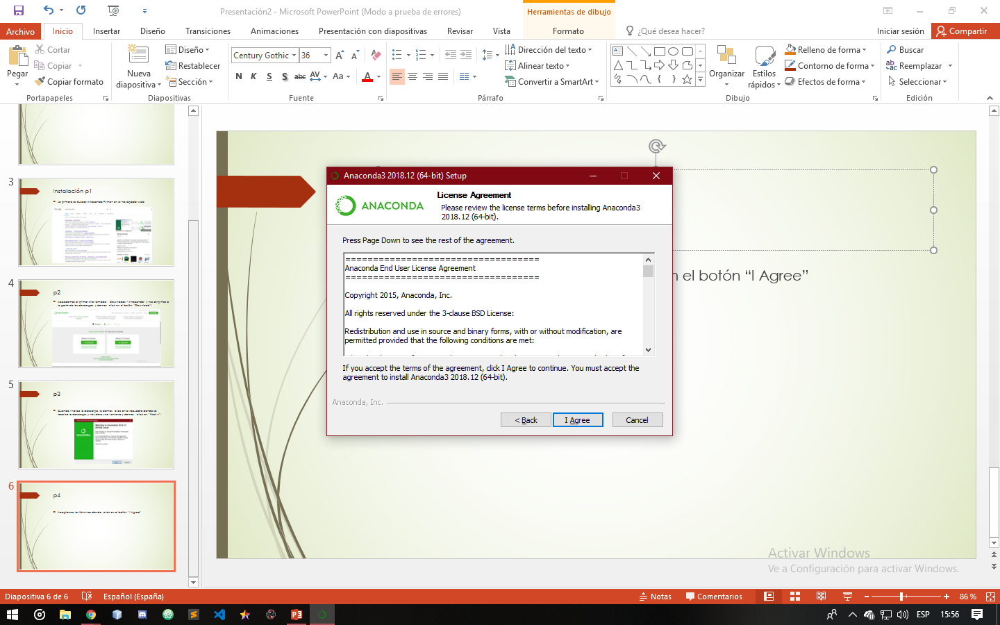 Presentación2 - Microsoft PowerPoint (Modo a prueba de errores)
Herramientas de dibujo
Archivo
Inicio
Insertar
Diseño
Transiciones
Animaciones
Presentación con diapositivas
Revisar
Vista
Formato
¿Qué desea hacer?
Iniciar sesión
Compartir
Pegar
Cortar
Copiar
Copiar formato
Portapapeles
Nueva
diapositiva
Diseño
Restablecer
Sección
Diapositivas
Century Gothic
36
N K S S abc AV Aa A
Fuente
Dirección del texto
Alinear texto
Convertir a SmartArt
Párrafo
Organizar
Estilos
rápidos
Relleno de forma
Contorno de forma
Efectos de forma
Dibujo
Buscar
Reemplazar
Seleccionar
Edición
3
Instalación p1
4
p2
5
p3
6
p4
Aceptamos los términos dando click en el botón "I Agree"
Anaconda3 2018.12 (64-bit) Setup
ANACONDA
License Agreement
Please review the license terms before installing Anaconda3
2018.12 (64-bit).
Press Page Down to see the rest of the agreement.
===================================
Anaconda End User License Agreement
===================================
Copyright 2015, Anaconda, Inc.
All rights reserved under the 3-clause BSD License:
Redistribution and use in source and binary forms, with or without modification, are
permitted provided that the following conditions are met:
If you accept the terms of the agreement, click I Agree to continue. You must accept the
agreement to install Anaconda3 2018.12 (64-bit).
Anaconda, Inc.
< Back
I Agree
Cancel
el botón “I Agree”
Activar Windows
Ve a Configuración para activar Windows.
Diapositiva 6 de 6
Español (España)
Notas
Comentarios
86 %
ESP
15:56